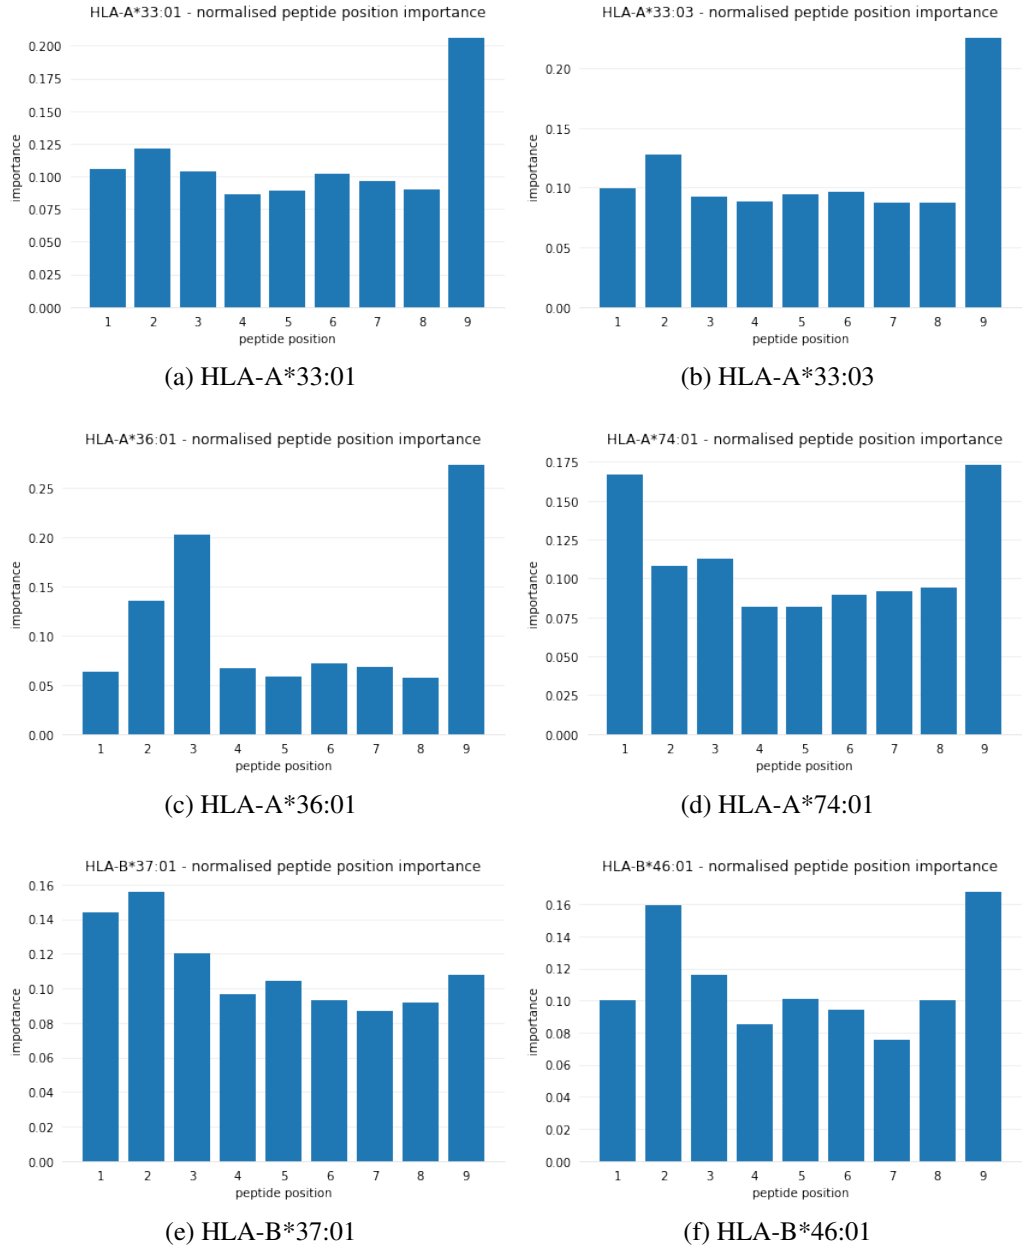 HLA-A*33:01 - normalised peptide position importance
0.200
0.175
0.150
0.125
0.100
0.075
0.050
0.025
0.000
importance
1 2 3 4 5 6 7 8 9
peptide position
(a) HLA-A*33:01
HLA-A*33:03 - normalised peptide position importance
0.20
0.15
0.10
0.05
0.00
importance
1 2 3 4 5 6 7 8 9
peptide position
(b) HLA-A*33:03
HLA-A*36:01 - normalised peptide position importance
0.25
0.20
0.15
0.10
0.05
0.00
importance
1 2 3 4 5 6 7 8 9
peptide position
(c) HLA-A*36:01
HLA-A*74:01 - normalised peptide position importance
0.175
0.150
0.125
0.100
0.075
0.050
0.025
0.000
importance
1 2 3 4 5 6 7 8 9
peptide position
(d) HLA-A*74:01
HLA-B*37:01 - normalised peptide position importance
0.16
0.14
0.12
0.10
0.08
0.06
0.04
0.02
0.00
importance
1 2 3 4 5 6 7 8 9
peptide position
(e) HLA-B*37:01
HLA-B*46:01 - normalised peptide position importance
0.16
0.14
0.12
0.10
0.08
0.06
0.04
0.02
0.00
importance
1 2 3 4 5 6 7 8 9
peptide position
(f) HLA-B*46:01